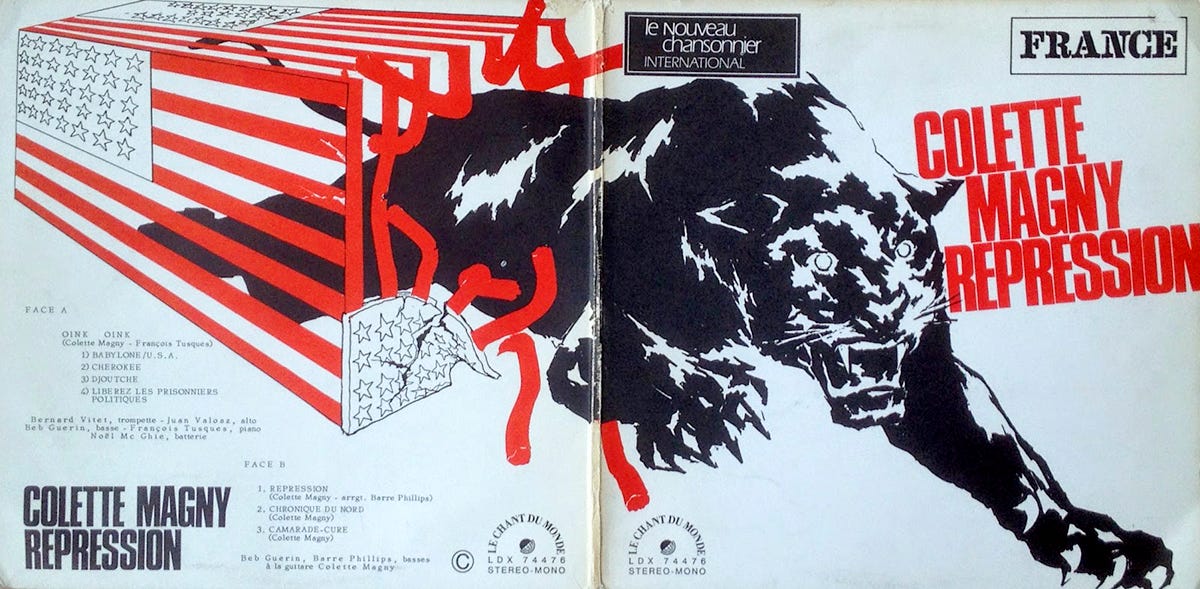 le nouveau
chansonnier
INTERNATIONAL
FRANCE
COLETTE
MAGNY
REPRESSION
FACE A
OINK OINK
(Colette Magny - François Tusques)
1) BABYLONE/U.S.A.
2) CHEROKEE
3) DJOUTCHE
4) LIBEREZ LES PRISONNIERS
POLITIQUES
Bernard Vitet, trompette - Juan Valoaz, alto
Beb Guerin, basse - François Tusques, piano
Noël Mc Ghie, batterie
FACE B
1. REPRESSION
(Colette Magny - arrgt. Barre Phillips)
2. CHRONIQUE DU NORD
(Colette Magny)
3. CAMARADE-CURE
(Colette Magny)
Beb Guerin, Barre Phillips, basses
à la guitare Colette Magny
COLETTE MAGNY
REPRESSION
©
LE CHANT DU MONDE
LDX 74476
STEREO-MONO
LE CHANT DU MONDE
LDX 74476
STEREO-MONO